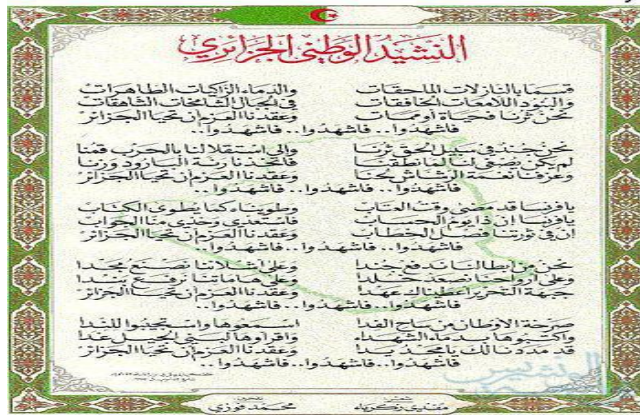 النشيد الوطني الجزائري
قسما بالنازلات الماحقات والدماء الزاكيات الطاهرات
والبنود اللامعات الخافقات في الجبال الشامخات الشاهقات
نحن ثرنا فحياة أو ممات وعقدنا العزم أن تحيا الجزائر
فاشهدوا.. فاشهدوا.. فاشهدوا..
نحن جند في سبيل الحق ثرنا وإلى استقلالنا بالحرب قمنا
لم يكن يصغى لنا لما نطقنا فاتخذنا رنة البارود وزنا
وعزفنا نغمة الرشاش لحنا وعقدنا العزم أن تحيا الجزائر
فاشهدوا.. فاشهدوا.. فاشهدوا..
يا فرنسا قد مضى وقت العتاب وطويناه كما يطوى الكتاب
يا فرنسا إن ذا يوم الحساب فاستعدي وخذي منا الجواب
إن في ثورتنا فصل الخطاب وعقدنا العزم أن تحيا الجزائر
فاشهدوا.. فاشهدوا.. فاشهدوا..
نحن من أبطالنا ندفع جندا وعلى أشلائنا نصنع مجدا
وعلى أرواحنا نصعد خلدا وعلى هاماتنا نرفع بندا
جبهة التحرير أعطيناك عهدا وعقدنا العزم أن تحيا الجزائر
فاشهدوا.. فاشهدوا.. فاشهدوا..
صرخة الأوطان من ساح الفدا اسمعوها واستجيبوا للندا
واكتبوها بدماء الشهداء واقرأوها لبني الجيل غدا
قد مددنا لك يا مجد يدا وعقدنا العزم أن تحيا الجزائر
فاشهدوا.. فاشهدوا.. فاشهدوا..
شعر: مفدي زكرياء
تلحين: محمد فوزي